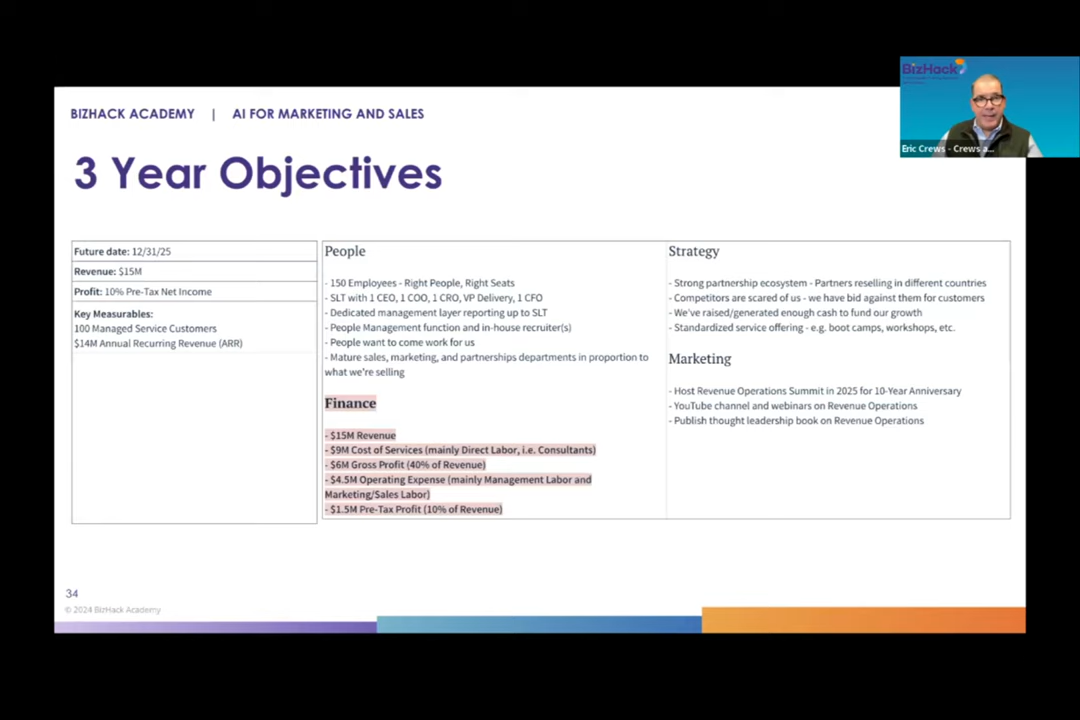 BizHack
Eric Crews - Crews a...
BIZHACK ACADEMY | AI FOR MARKETING AND SALES
3 Year Objectives
Future date: 12/31/25
Revenue: $15M
Profit: 10% Pre-Tax Net Income
Key Measurables:
100 Managed Service Customers
$14M Annual Recurring Revenue (ARR)
People
- 150 Employees - Right People, Right Seats
- SLT with 1 CEO, 1 COO, 1 CRO, VP Delivery, 1 CFO
- Dedicated management layer reporting up to SLT
- People Management function and in-house recruiter(s)
- People want to come work for us
- Mature sales, marketing, and partnerships departments in proportion to
what we're selling
Finance
- $15M Revenue
- $9M Cost of Services (mainly Direct Labor, i.e. Consultants)
- $6M Gross Profit (40% of Revenue)
- $4.5M Operating Expense (mainly Management Labor and
Marketing/Sales Labor)
- $1.5M Pre-Tax Profit (10% of Revenue)
Strategy
- Strong partnership ecosystem - Partners reselling in different countries
- Competitors are scared of us - we have bid against them for customers
- We've raised/generated enough cash to fund our growth
- Standardized service offering - e.g. boot camps, workshops, etc.
Marketing
- Host Revenue Operations Summit in 2025 for 10-Year Anniversary
- YouTube channel and webinars on Revenue Operations
- Publish thought leadership book on Revenue Operations
34
© 2024 BizHack Academy